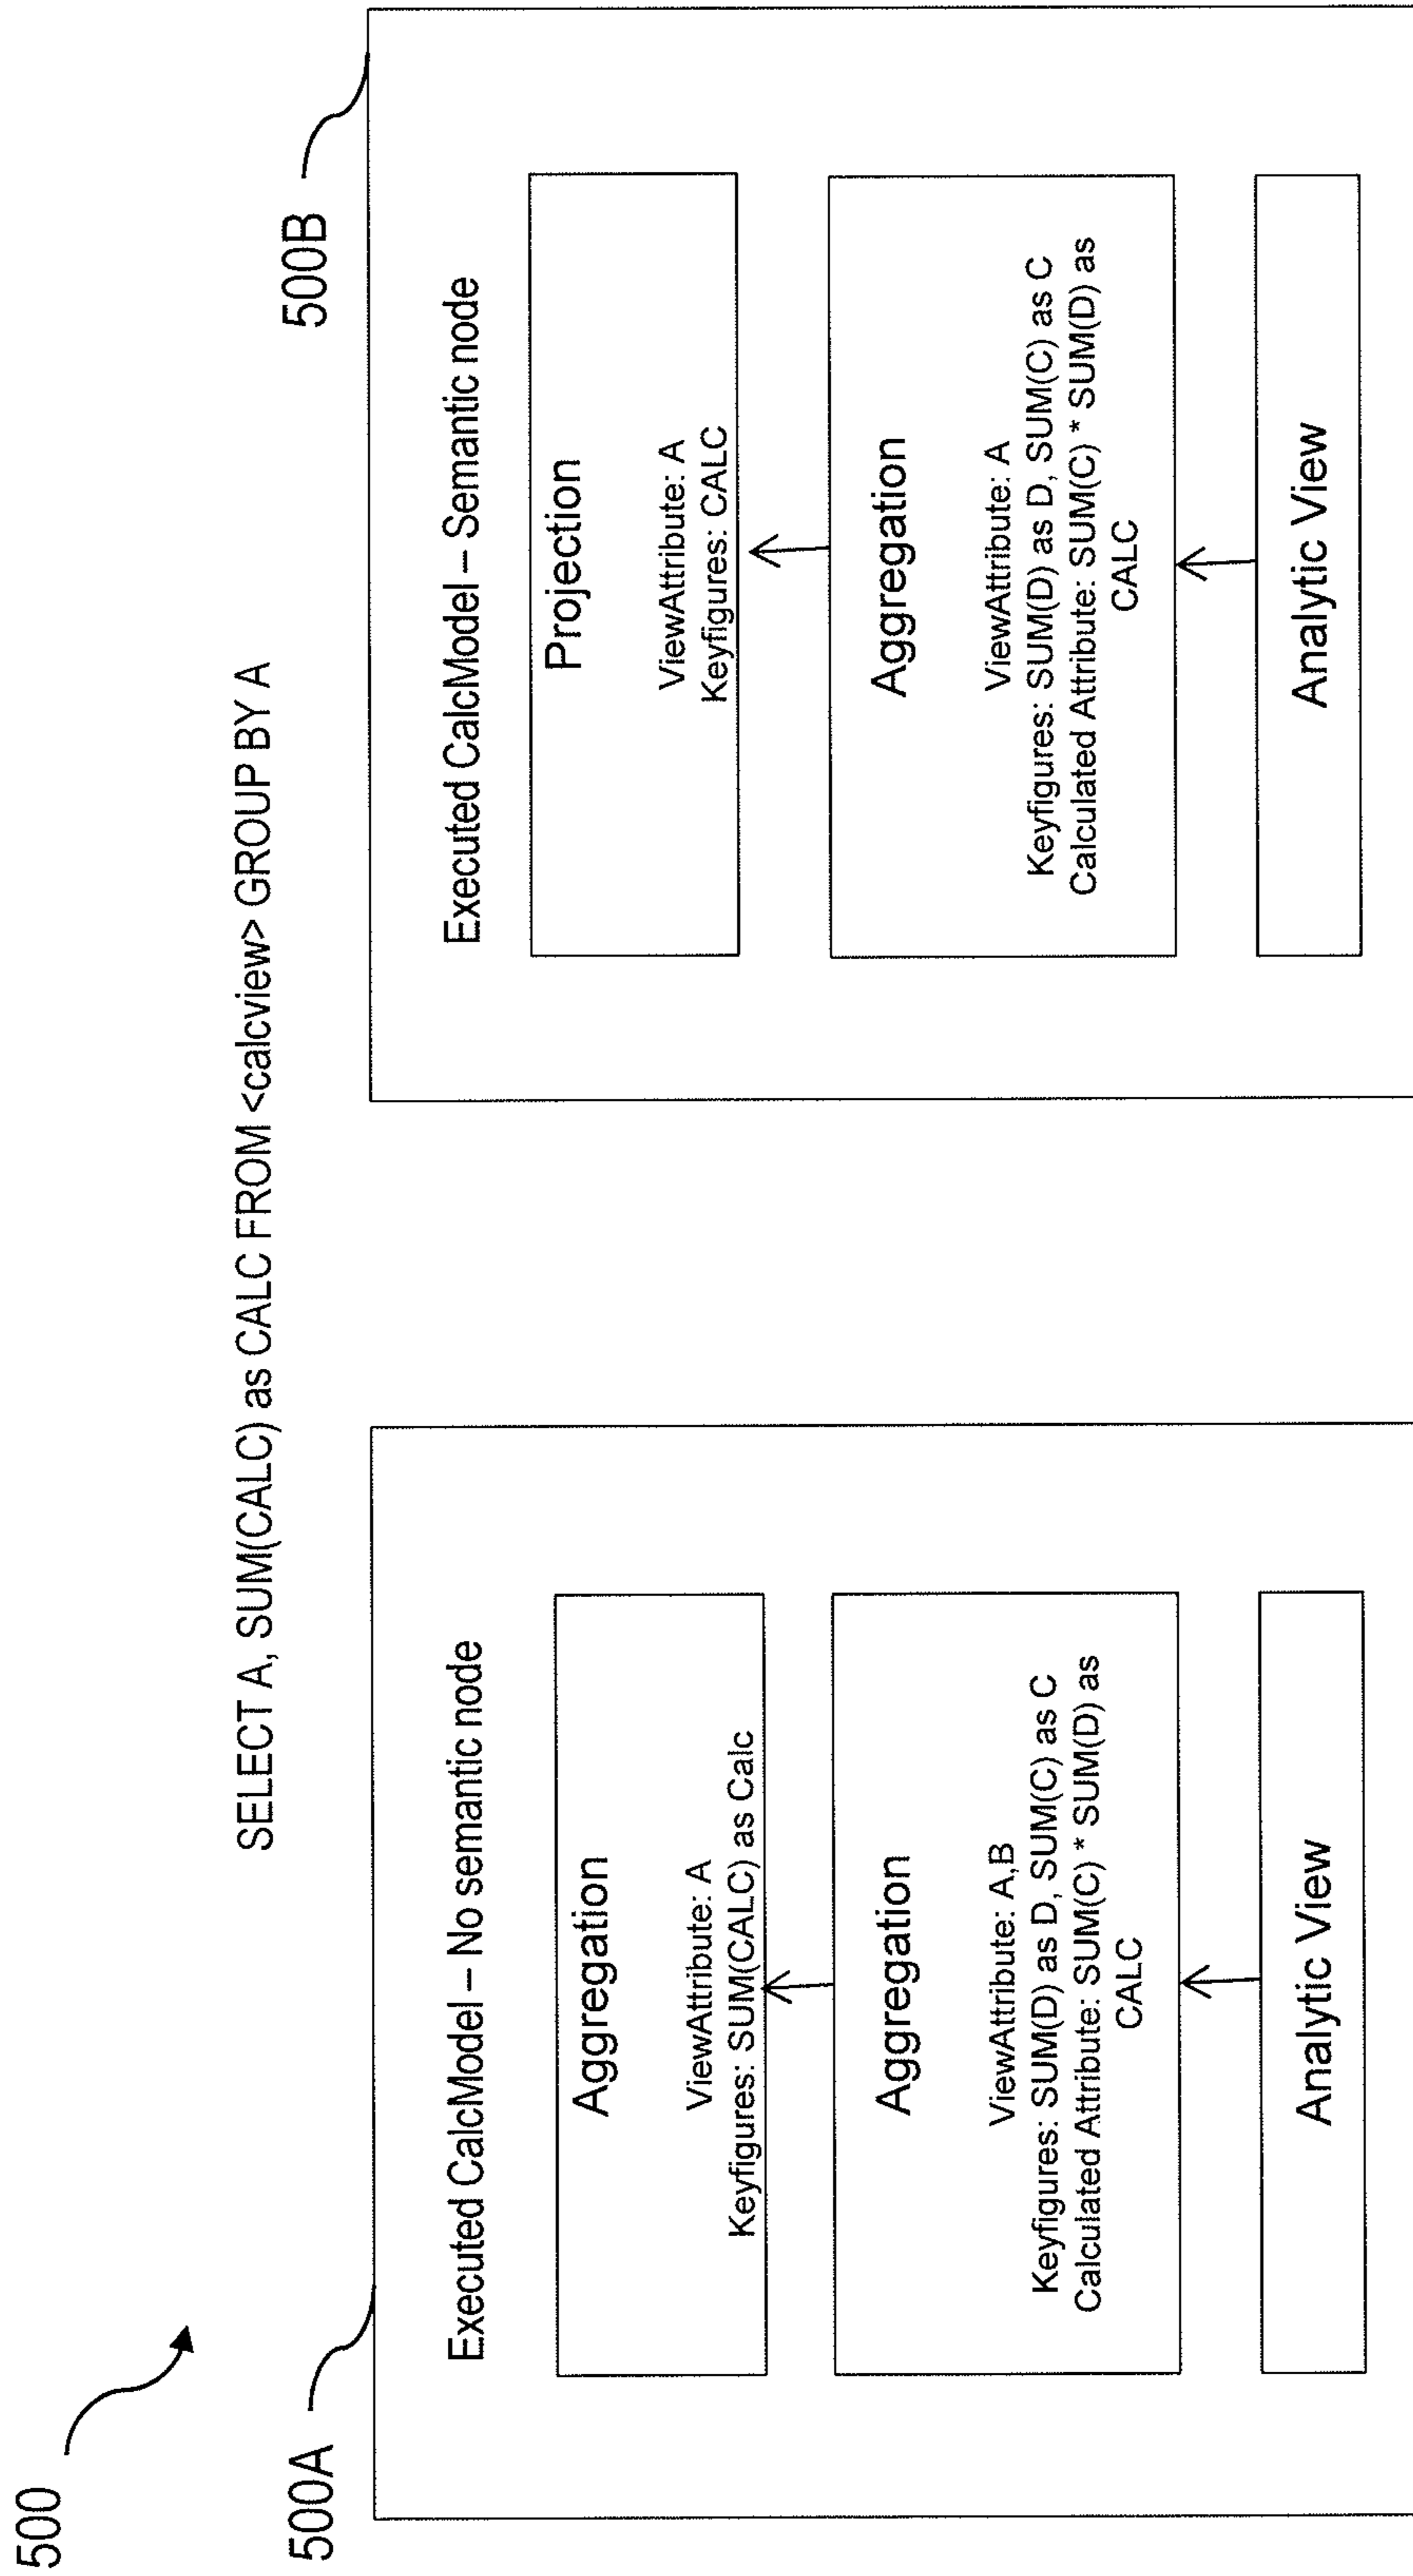 500
SELECT A, SUM(CALC) as CALC FROM <calcview> GROUP BY A
500A
Executed CalcModel – No semantic node
Aggregation
ViewAttribute: A
Keyfigures: SUM(CALC) as Calc
Aggregation
ViewAttribute: A,B
Keyfigures: SUM(D) as D, SUM(C) as C
Calculated Attribute: SUM(C) * SUM(D) as
CALC
Analytic View
500B
Executed CalcModel – Semantic node
Projection
ViewAttribute: A
Keyfigures: CALC
Aggregation
ViewAttribute: A
Keyfigures: SUM(D) as D, SUM(C) as C
Calculated Attribute: SUM(C) * SUM(D) as
CALC
Analytic View